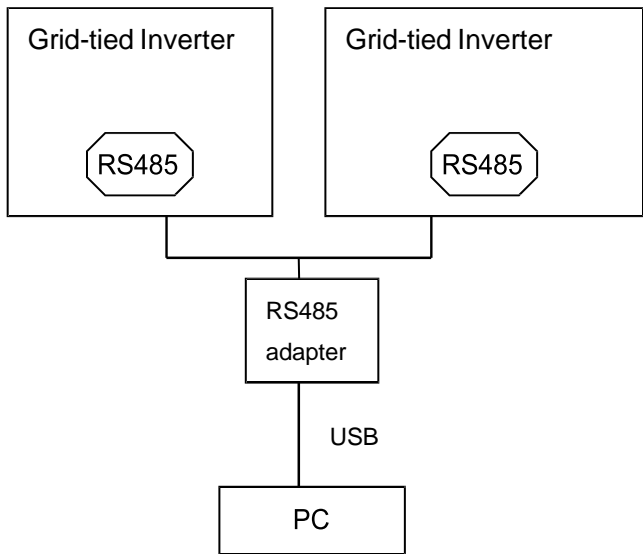 Grid-tied Inverter
Grid-tied Inverter
RS485
RS485
RS485
adapter
USB
PC